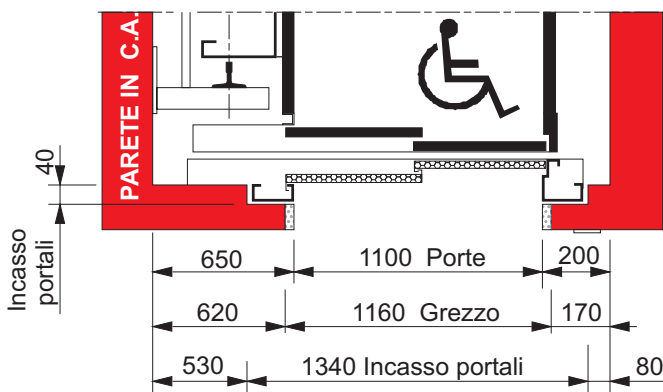 PARETE IN C.A.
40
Incasso
portali
650
1100 Porte
200
620
1160 Grezzo
170
530
1340 Incasso portali
80